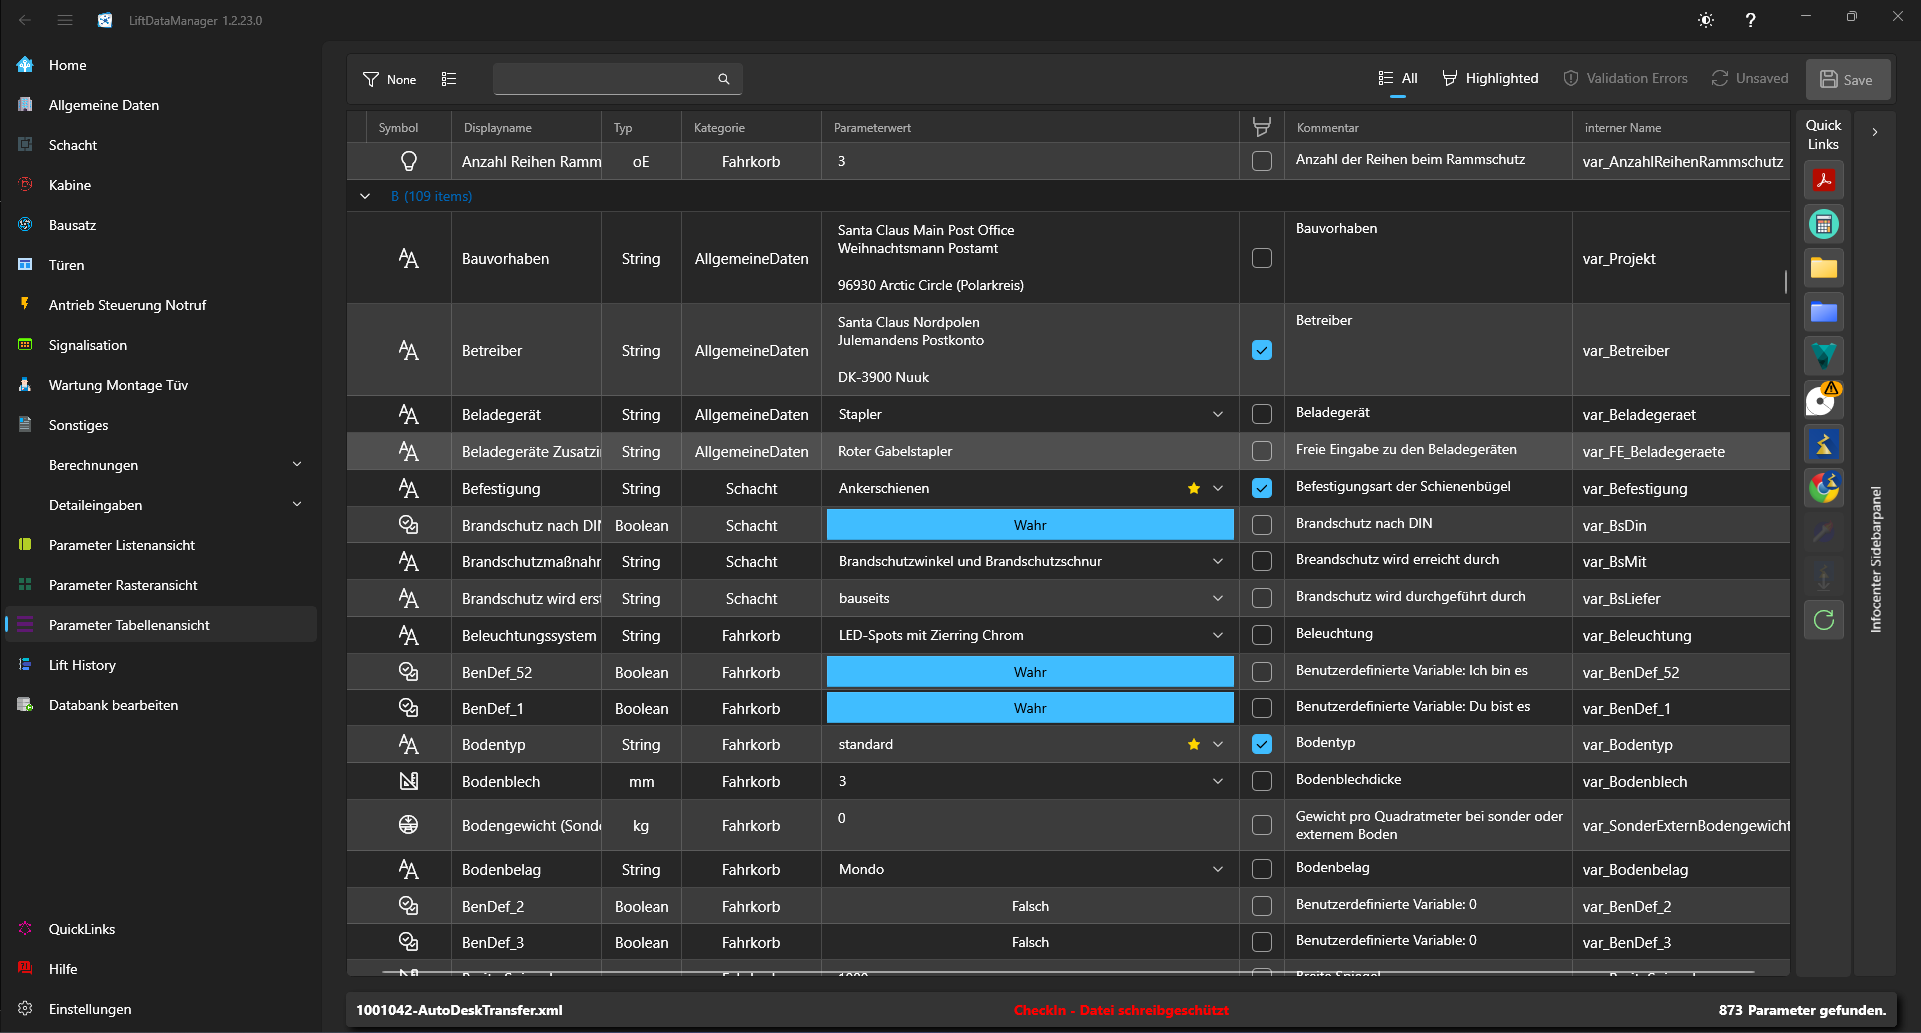 LiftDataManager 1.2.23.0
Home
Allgemeine Daten
Schacht
Kabine
Bausatz
Türen
Antrieb Steuerung Notruf
Signalisation
Wartung Montage Tüv
Sonstiges
Berechnungen
Detaileingaben
Parameter Listenansicht
Parameter Rasteransicht
Parameter Tabellenansicht
Lift History
Databank bearbeiten
QuickLinks
Hilfe
Einstellungen
None
All
Highlighted
Validation Errors
Unsaved
Save
Symbol Displayname Typ Kategorie Parameterwert Kommentar interner Name
Anzahl Reihen Ramm oE Fahrkorb 3 Anzahl der Reihen beim Rammschutz var_AnzahlReihenRammschutz
B (109 items)
Bauvorhaben String AllgemeineDaten
Santa Claus Main Post Office
Weihnachtsmann Postamt
96930 Arctic Circle (Polarkreis)
Bauvorhaben var_Projekt
Betreiber String AllgemeineDaten
Santa Claus Nordpolen
Julemandens Postkonto
DK-3900 Nuuk
Betreiber var_Betreiber
Beladegerät String AllgemeineDaten Stapler Beladegerät var_Beladegeraet
Beladegeräte Zusatzi String AllgemeineDaten Roter Gabelstapler Freie Eingabe zu den Beladegeräten var_FE_Beladegeraete
Befestigung String Schacht Ankerschienen Befestigungsart der Schienenbügel var_Befestigung
Brandschutz nach DIN Boolean Schacht Wahr Brandschutz nach DIN var_BsDin
Brandschutzmaßnahr String Schacht Brandschutzwinkel und Brandschutzschnur Breandschutz wird erreicht durch var_BsMit
Brandschutz wird erst String Schacht bauseits Brandschutz wird durchgeführt durch var_BsLiefer
Beleuchtungssystem String Fahrkorb LED-Spots mit Zierring Chrom Beleuchtung var_Beleuchtung
BenDef_52 Boolean Fahrkorb Wahr Benutzerdefinierte Variable: Ich bin es var_BenDef_52
BenDef_1 Boolean Fahrkorb Wahr Benutzerdefinierte Variable: Du bist es var_BenDef_1
Bodentyp String Fahrkorb standard Bodentyp var_Bodentyp
Bodenblech mm Fahrkorb 3 Bodenblechdicke var_Bodenblech
Bodengewicht (Sond kg Fahrkorb 0
Gewicht pro Quadratmeter bei sonder oder
externem Boden
var_SonderExternBodengewicht
Bodenbelag String Fahrkorb Mondo Bodenbelag var_Bodenbelag
BenDef_2 Boolean Fahrkorb Falsch Benutzerdefinierte Variable: 0 var_BenDef_2
BenDef_3 Boolean Fahrkorb Falsch Benutzerdefinierte Variable: 0 var_BenDef_3
Quick
Links
Infocenter Sidebarpanel
1001042-AutoDeskTransfer.xml
CheckIn - Datei schreibgeschützt
873 Parameter gefunden.